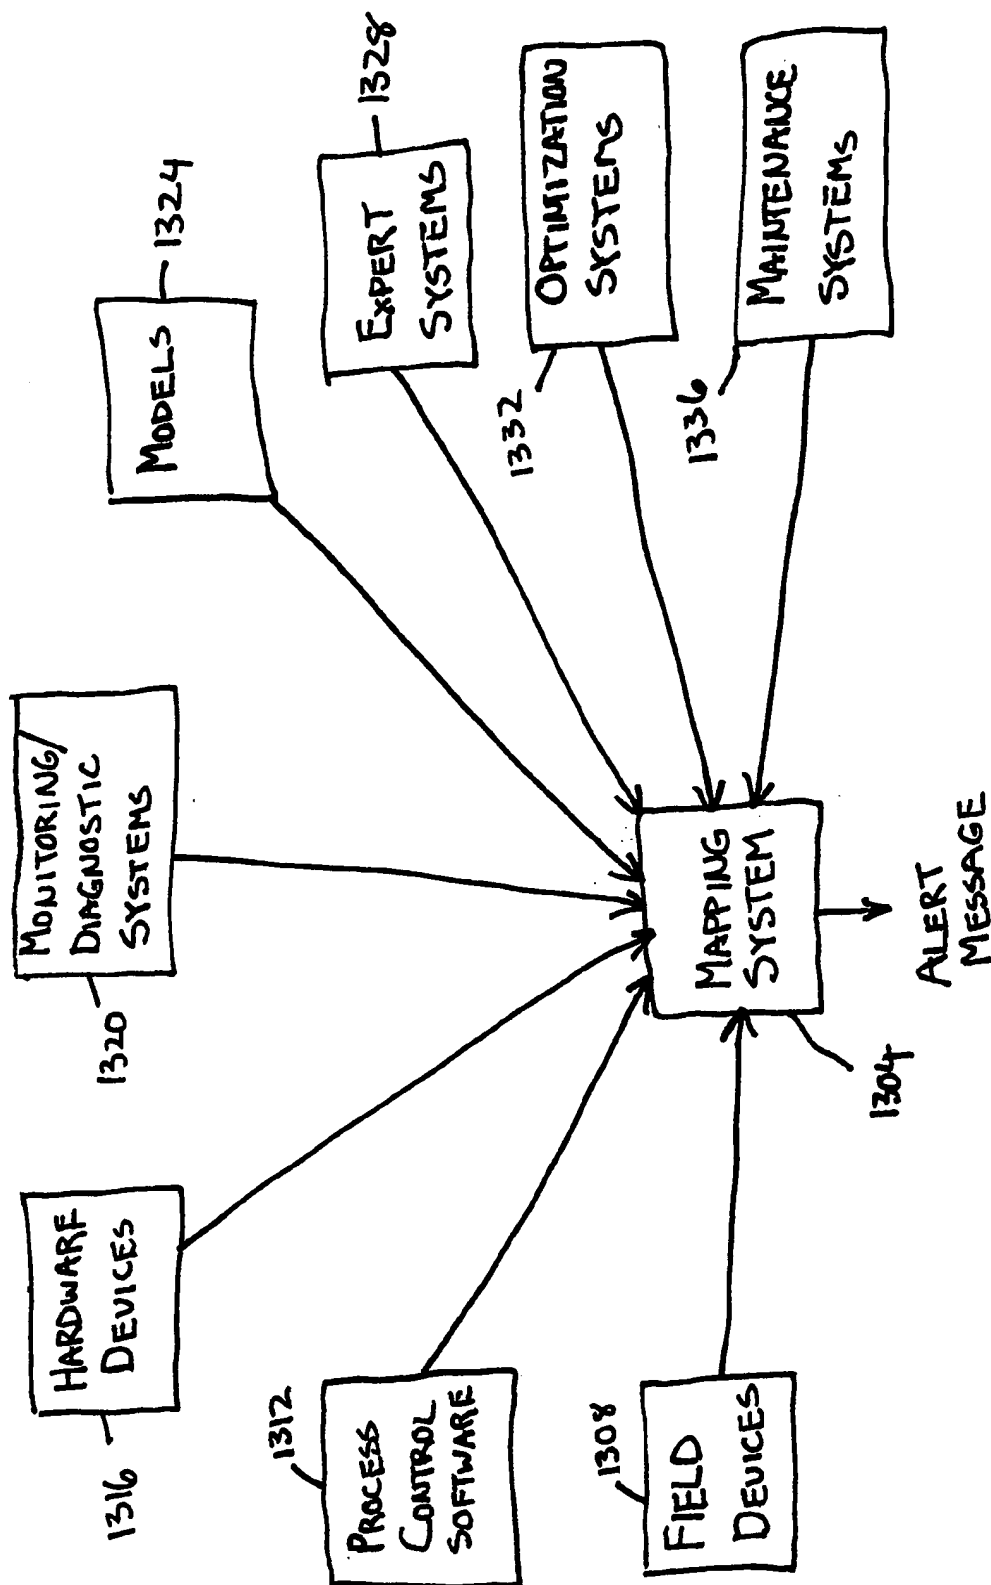 HARDWARE
DEVICES
1316
MONITORING/
DIAGNOSTIC
SYSTEMS
1320
MODELS
1324
EXPERT
SYSTEMS
1328
PROCESS
CONTROL
SOFTWARE
1312
OPTIMIZATION
SYSTEMS
1332
FIELD
DEVICES
1308
MAPPING
SYSTEM
1304
MAINTENANCE
SYSTEMS
1336
ALERT
MESSAGE